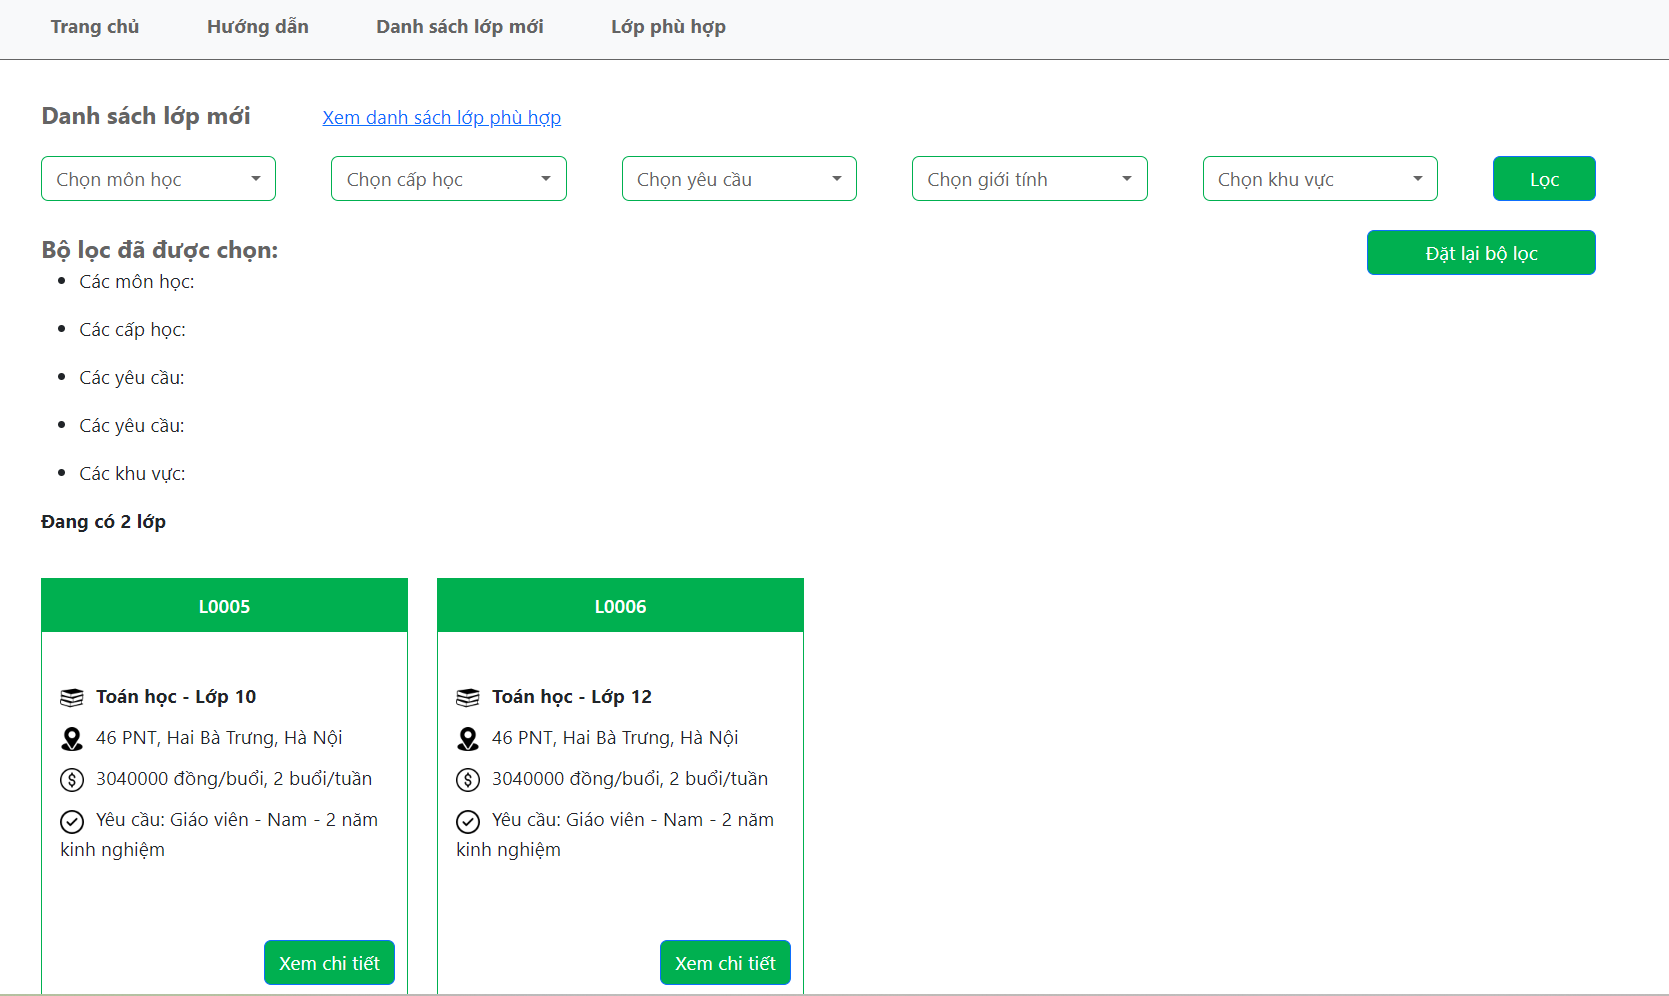 Trang chủ Hướng dẫn Danh sách lớp mới Lớp phù hợp
Danh sách lớp mới Xem danh sách lớp phù hợp
Chọn môn học Chọn cấp học Chọn yêu cầu Chọn giới tính Chọn khu vực Lọc
Bộ lọc đã được chọn: Đặt lại bộ lọc
Các môn học:
Các cấp học:
Các yêu cầu:
Các yêu cầu:
Các khu vực:
Đang có 2 lớp
L0005
Toán học - Lớp 10
46 PNT, Hai Bà Trưng, Hà Nội
3040000 đồng/buổi, 2 buổi/tuần
Yêu cầu: Giáo viên - Nam - 2 năm
kinh nghiệm
Xem chi tiết
L0006
Toán học - Lớp 12
46 PNT, Hai Bà Trưng, Hà Nội
3040000 đồng/buổi, 2 buổi/tuần
Yêu cầu: Giáo viên - Nam - 2 năm
kinh nghiệm
Xem chi tiết